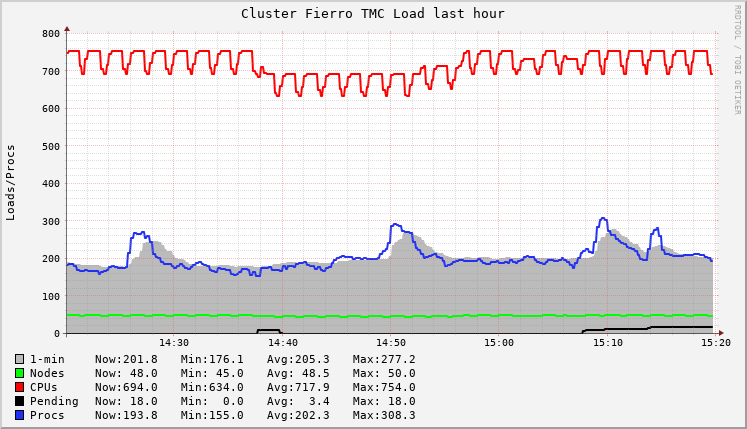 Cluster Fierro TMC Load last hour
RRDTOOL / TOBI OETIKER
Loads/Procs
800
700
600
500
400
300
200
100
0
14:30 14:40 14:50 15:00 15:10 15:20
1-min Now:201.8 Min:176.1 Avg:205.3 Max:277.2
Nodes Now: 48.0 Min: 45.0 Avg: 48.5 Max: 50.0
CPUs Now:694.0 Min:634.0 Avg:717.9 Max:754.0
Pending Now: 18.0 Min: 0.0 Avg: 3.4 Max: 18.0
Procs Now:193.8 Min:155.0 Avg:202.3 Max:308.3